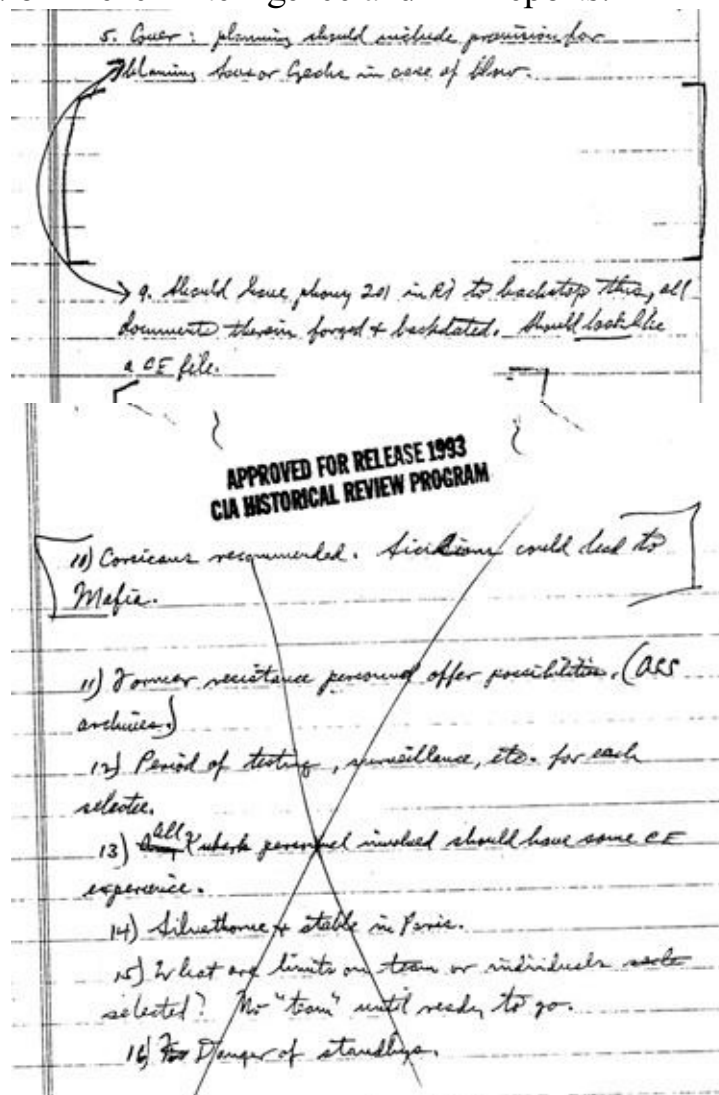 5. Cover: planning should include provision for
blaming Sovs or Czechs in case of blow.
9. Should have phony 201 in RI to backstop this, all
documents therein forged & backdated. Should look like
a CE file.
APPROVED FOR RELEASE 1993
CIA HISTORICAL REVIEW PROGRAM
10) Corsicans recommended. Sicilians could lead to
Mafia.
11) Former resistance personnel offer possibilities. (OSS
archives.)
12) Period of testing, surveillance, etc. for each
selectee.
13) all Kubark personnel involved should have some CE
experience.
14) Silverthorne & stable in Paris.
15) What are limits on team or individuals
selected? No "team" until ready to go.
16) Danger of standbys.